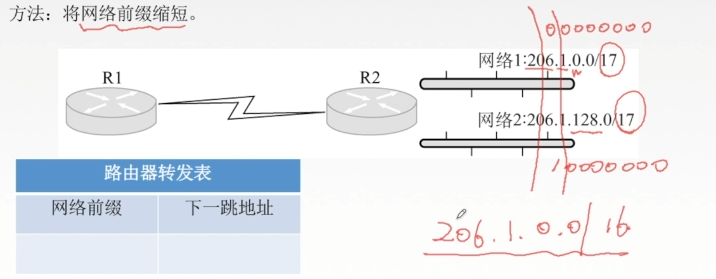 方法：将网络前缀缩短。
00000000
网络1:206.1.0.0/17
R1
R2
网络2:206.1.128.0/17
10000000
路由器转发表
网络前缀 下一跳地址
206.1.0.0/16